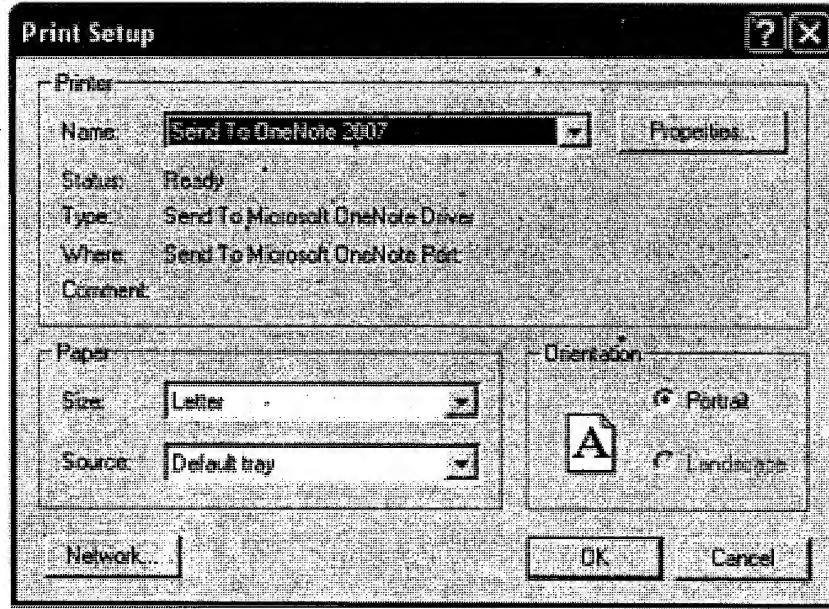 Print Setup
Printer
Name: Send To OneNote 2007 Properties...
Status: Ready
Type: Send To Microsoft OneNote Driver
Where: Send To Microsoft OneNote Port:
Comment:
Paper
Size: Letter
Source: Default tray
Orientation
A
Portrait
Landscape
Network... OK Cancel